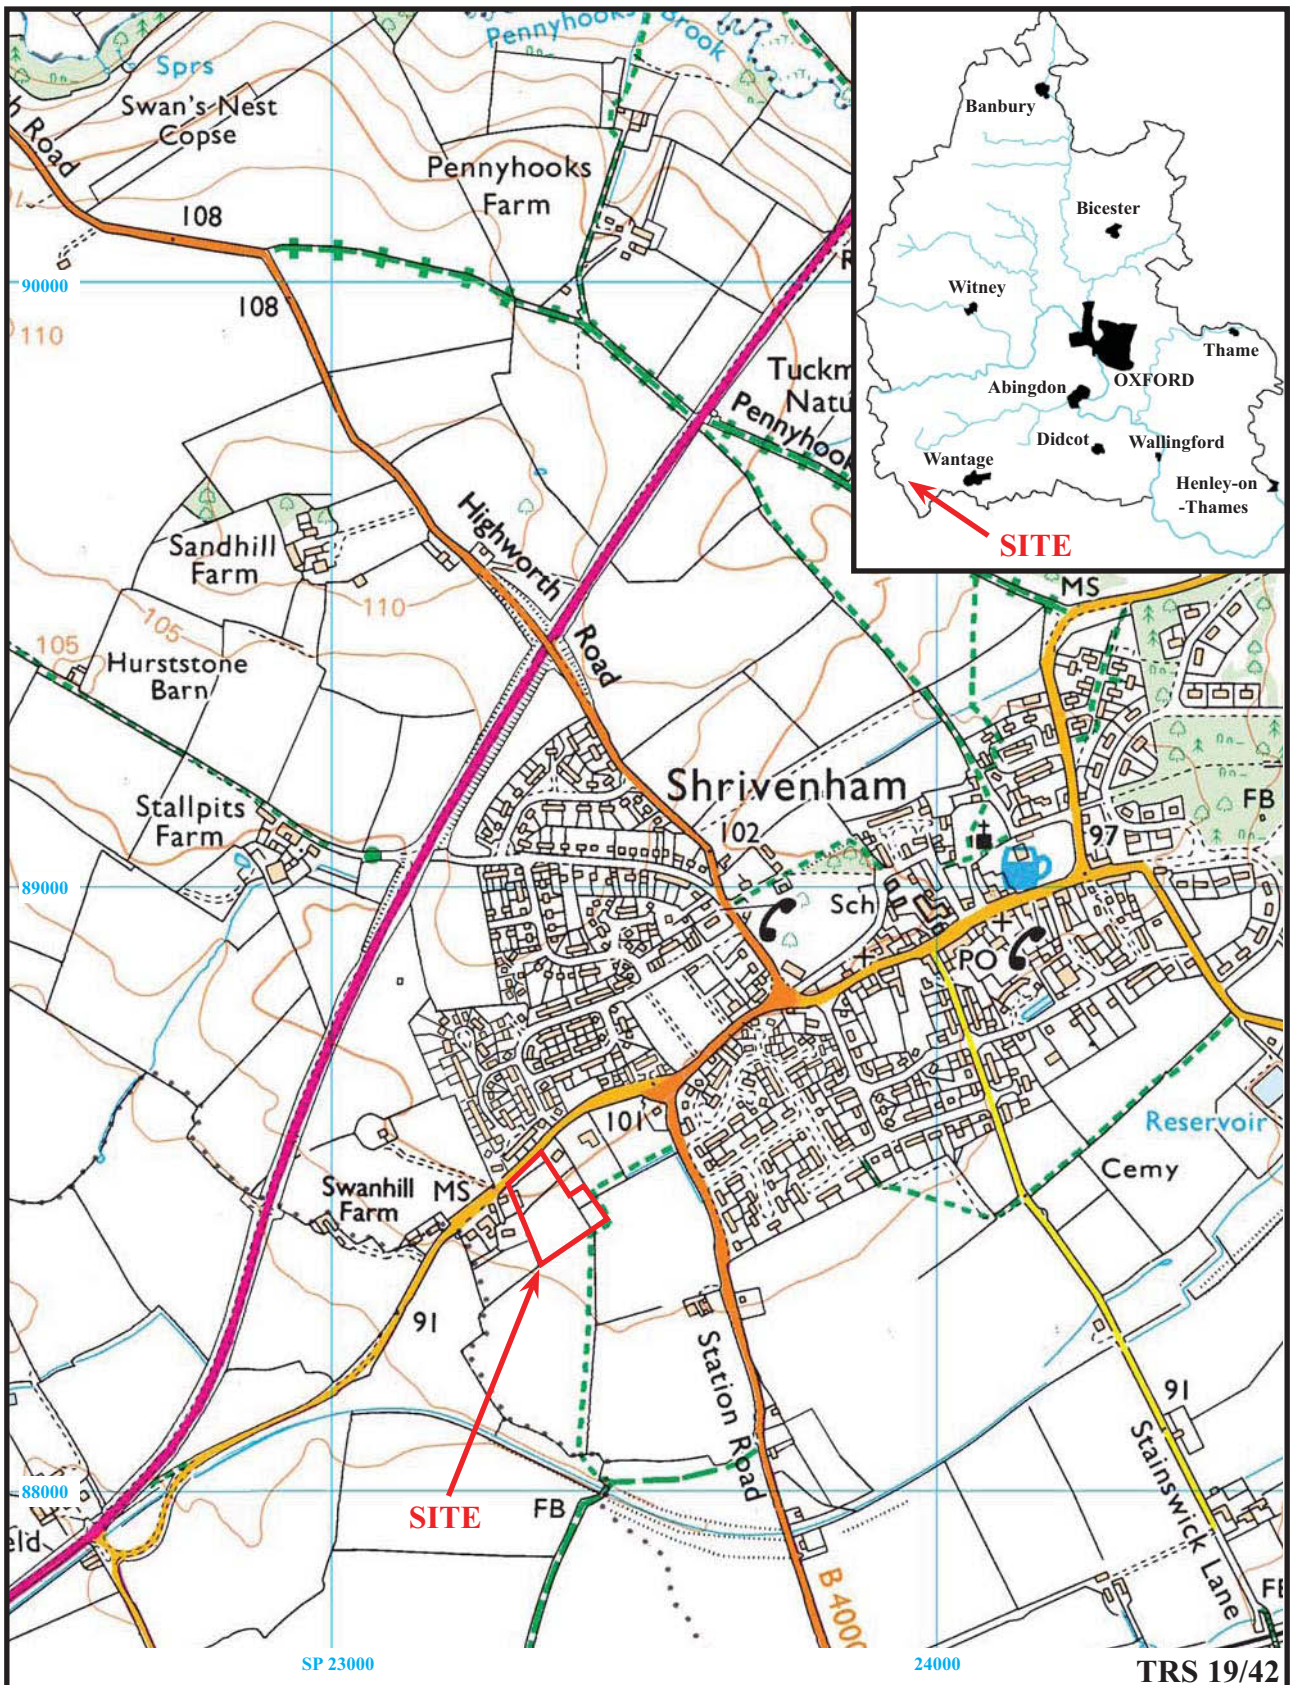 Pennyhooks Brook
Sprs
Swan's Nest
Copse
Road
108
Pennyhooks
Farm
108
90000
110
Banbury
Bicester
Witney
Thame
OXFORD
Abingdon
Didcot
Wallingford
Wantage
Henley-on
-Thames
SITE
Highworth
Road
Sandhill
Farm
110
105
105
Hurststone
Barn
MS
Stallpits
Farm
Shrivenham
102
97
FB
89000
Sch
PO
101
Reservoir
Cemy
Swanhill
Farm
MS
91
Station Road
91
Stainswick Lane
88000
SITE
FB
B 4000
SP 23000
24000
TRS 19/42